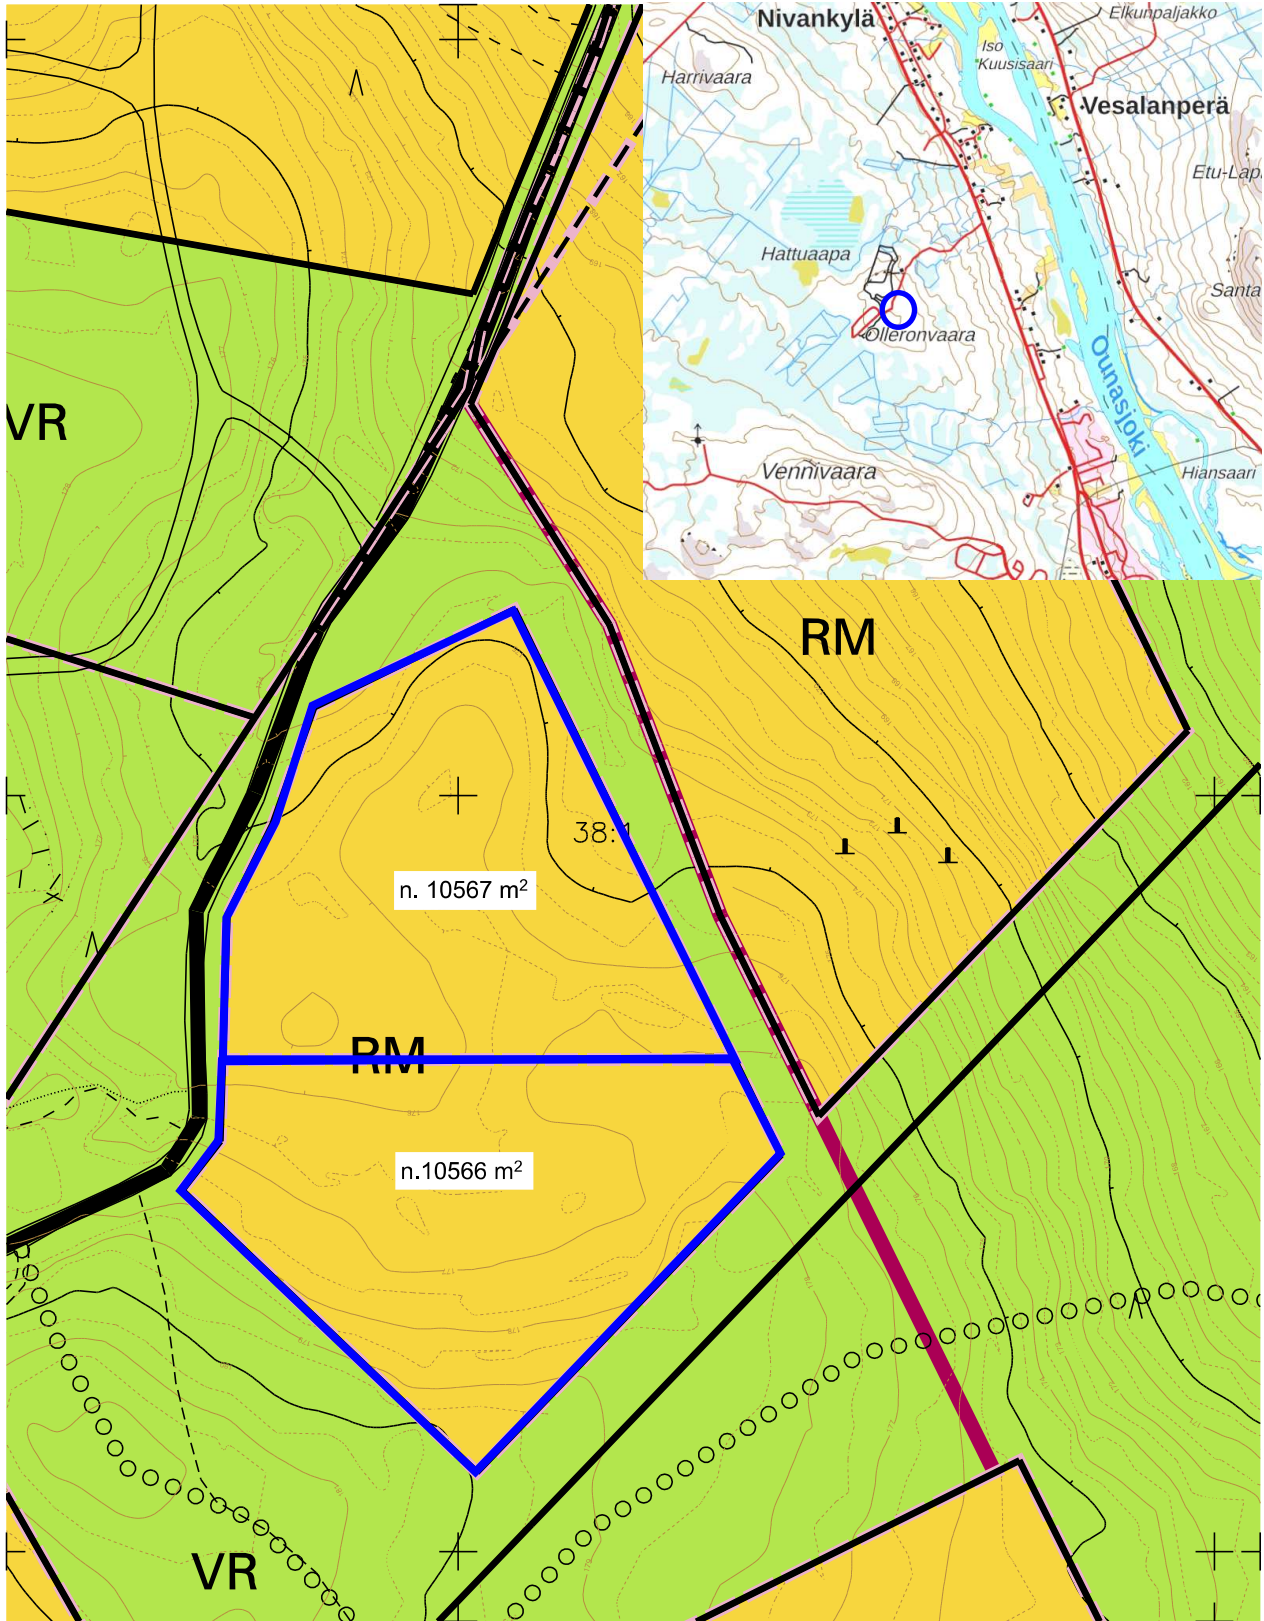 Nivankylä
Elkunpaljakko
Iso
Kuusisaari
Harrivaara
Vesalanperä
Etu-Lap
Hattuaapa
Santa
Olleronvaara
Ounasjoki
Vennivaara
Hiansaari
VR
RM
38:1
n. 10567 m²
RM
n.10566 m²
VR